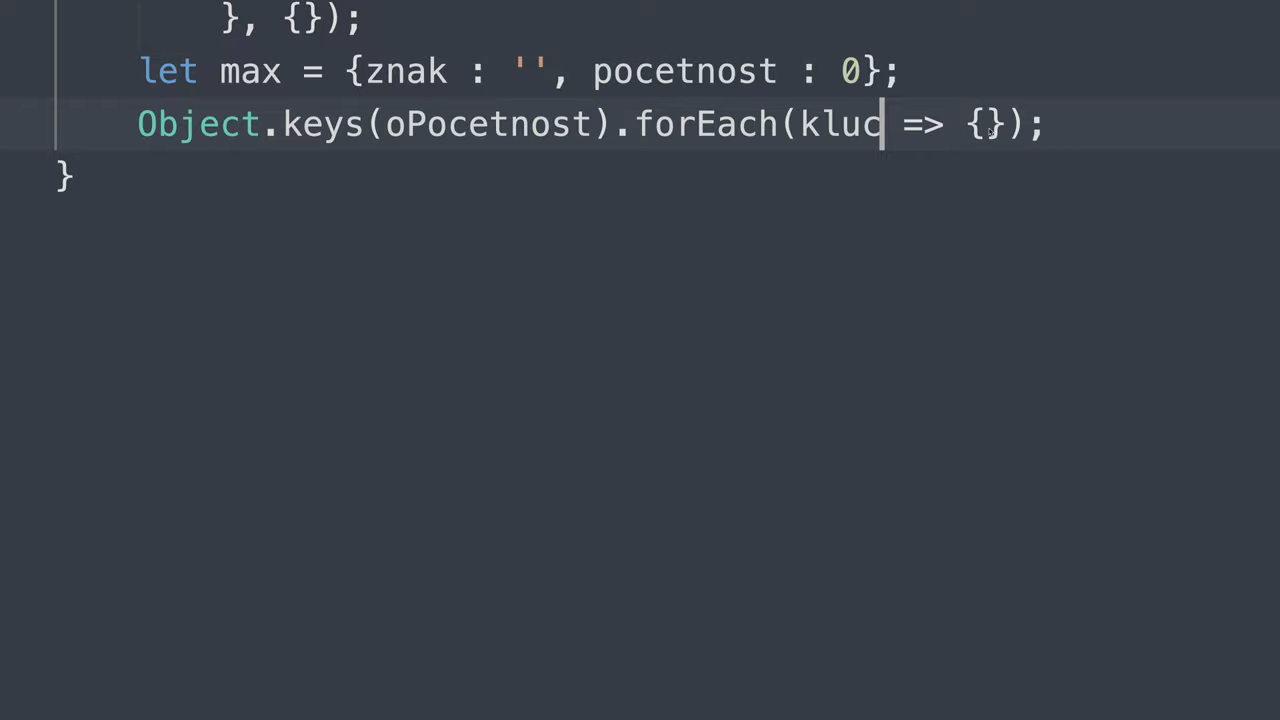 }, {});
let max = {znak : '', pocetnost : 0};
Object.keys(oPocetnost).forEach(kluc => {});
}